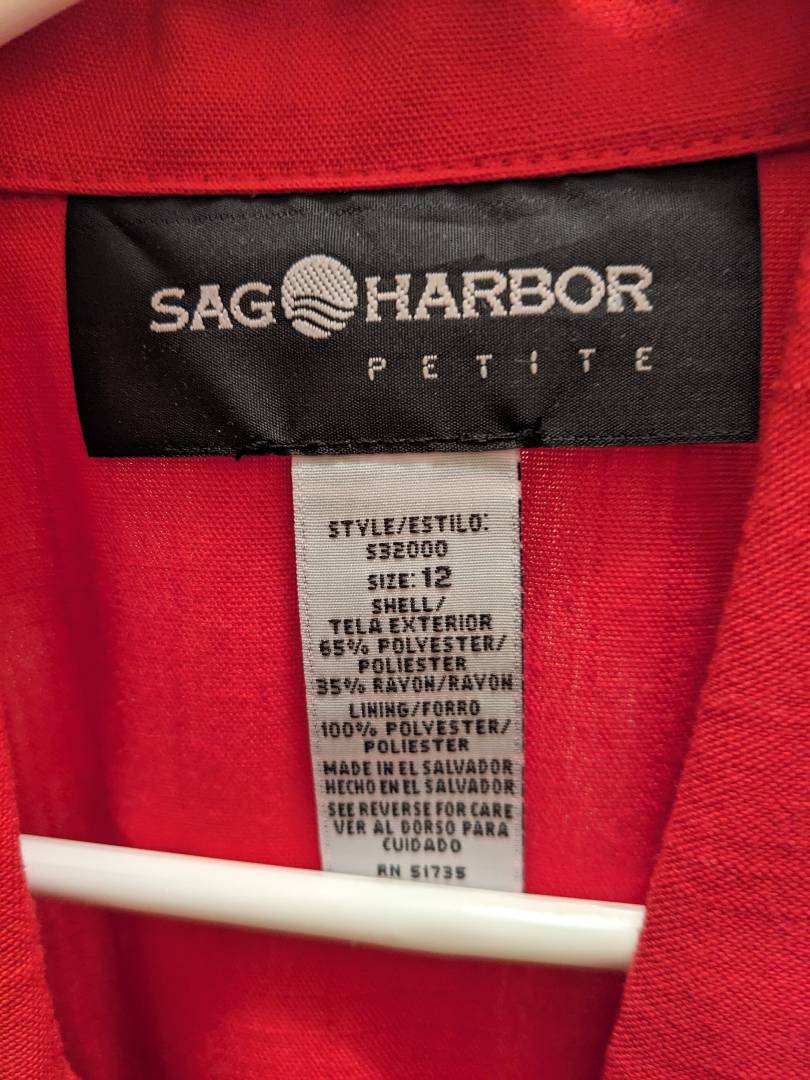 SAG HARBOR
PETITE
STYLE/ESTILO:
S32000
SIZE: 12
SHELL/
TELA EXTERIOR
65% POLYESTER/
POLIESTER
35% RAYON/RAYON
LINING/FORRO
100% POLYESTER/
POLIESTER
MADE IN EL SALVADOR
HECHO EN EL SALVADOR
SEE REVERSE FOR CARE
VER AL DORSO PARA
CUIDADO
RN 51735